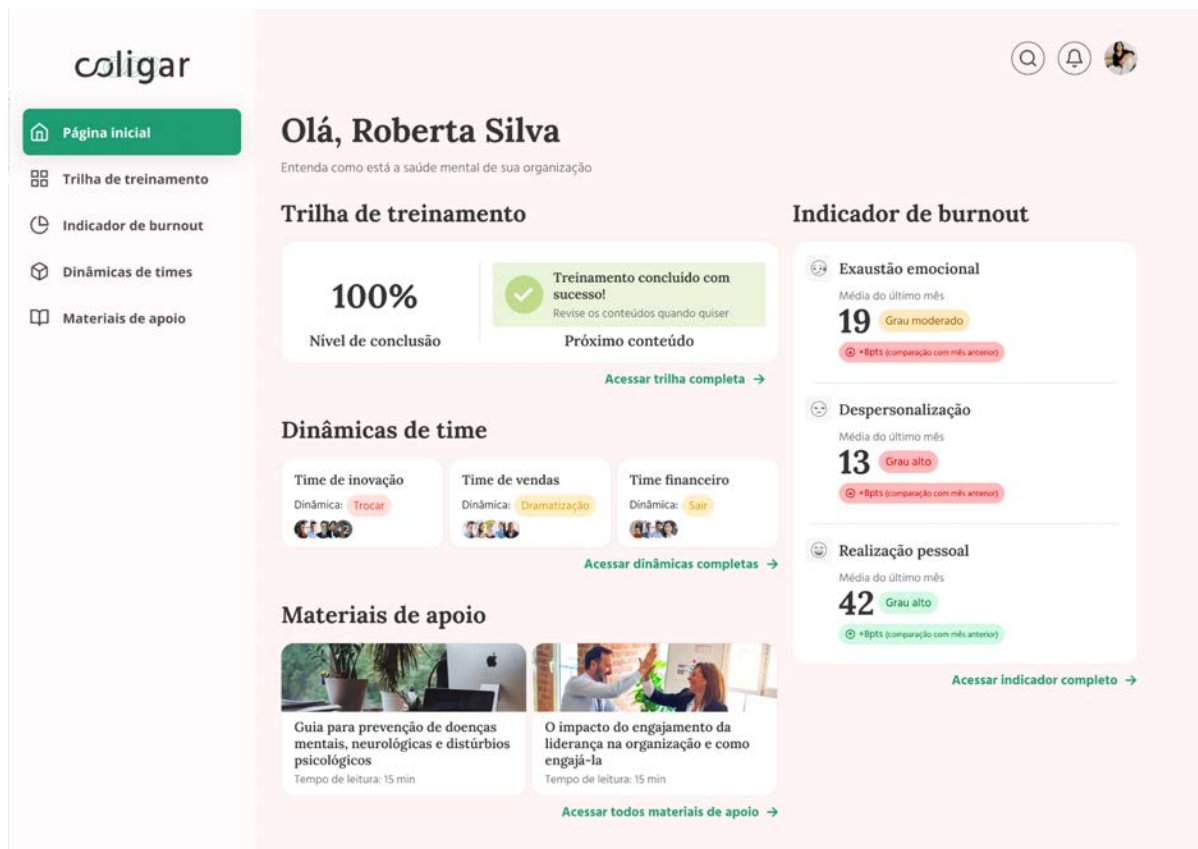 coligar
Página inicial
Trilha de treinamento
Indicador de burnout
Dinâmicas de times
Materiais de apoio
Olá, Roberta Silva
Entenda como está a saúde mental de sua organização
Trilha de treinamento
100%
Nível de conclusão
Treinamento concluído com
sucesso!
Revise os conteúdos quando quiser
Próximo conteúdo
Acessar trilha completa →
Dinâmicas de time
Time de inovação
Dinâmica: Trocar
+2
Time de vendas
Dinâmica: Dramatização
Time financeiro
Dinâmica: Sair
Acessar dinâmicas completas →
Materiais de apoio
Guia para prevenção de doenças
mentais, neurológicas e distúrbios
psicológicos
Tempo de leitura: 15 min
O impacto do engajamento da
liderança na organização e como
engajá-la
Tempo de leitura: 15 min
Acessar todos materiais de apoio →
Indicador de burnout
Exaustão emocional
Média do último mês
19 Grau moderado
+8pts (comparação com mês anterior)
Despersonalização
Média do último mês
13 Grau alto
+8pts (comparação com mês anterior)
Realização pessoal
Média do último mês
42 Grau alto
+8pts (comparação com mês anterior)
Acessar indicador completo →